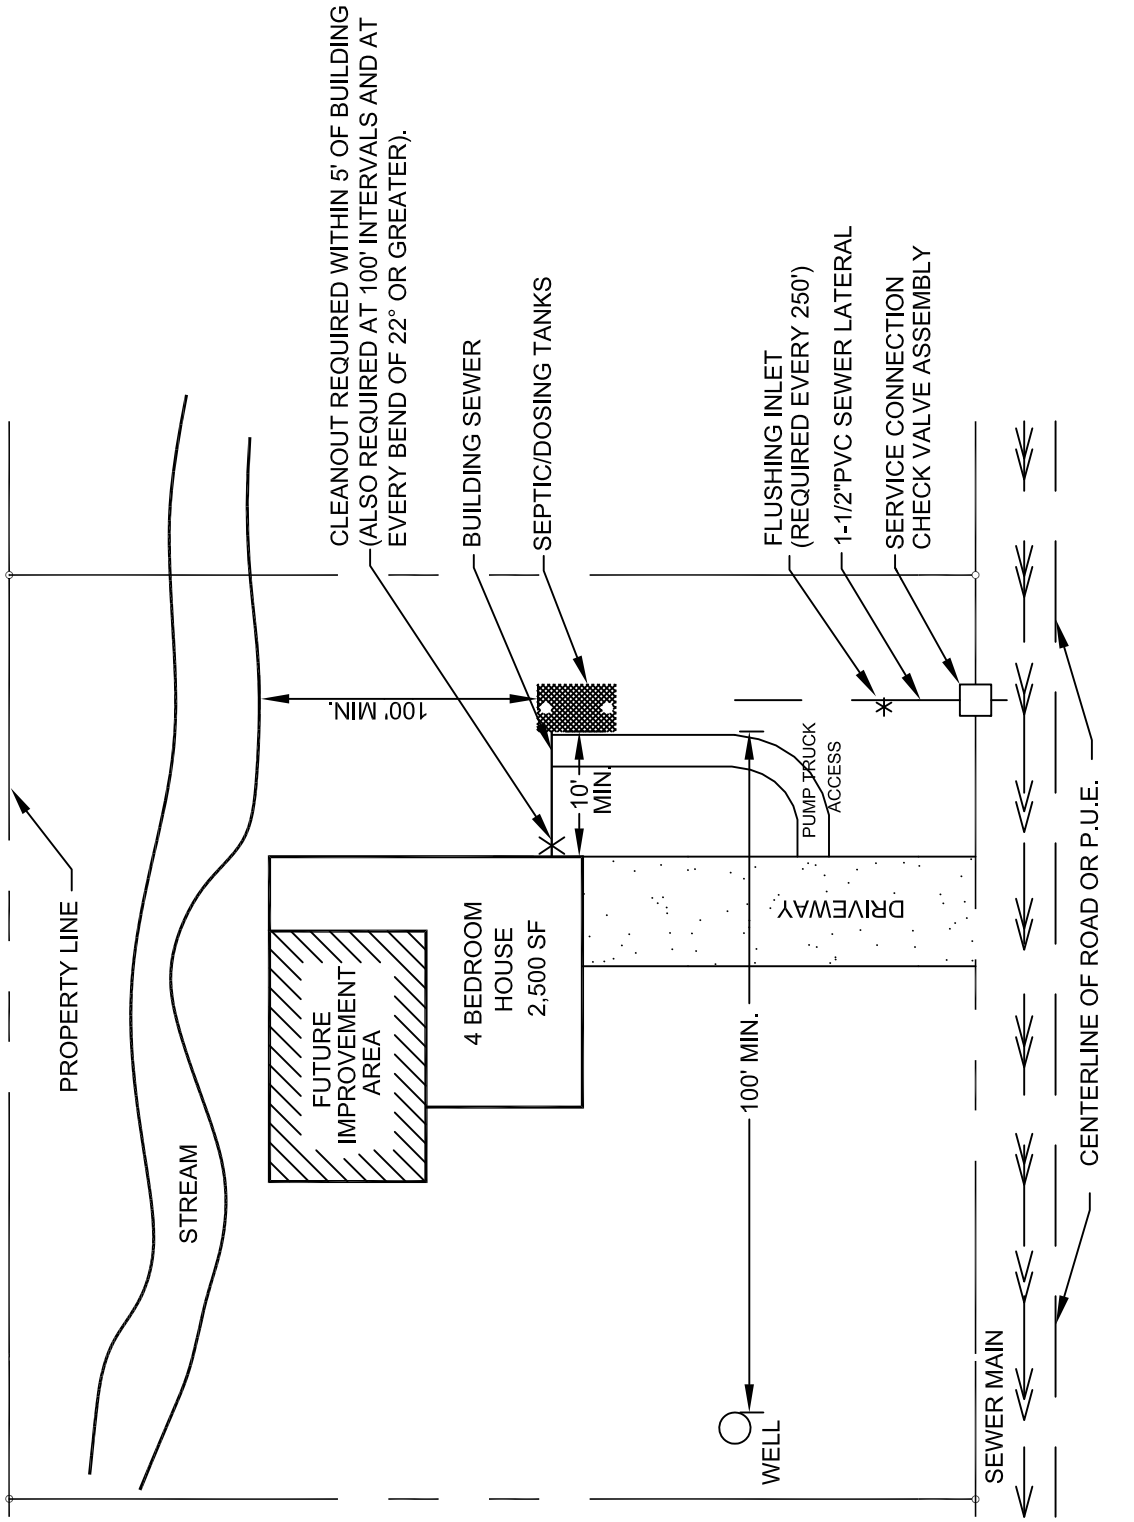 CLEANOUT REQUIRED WITHIN 5' OF BUILDING
(ALSO REQUIRED AT 100' INTERVALS AND AT
EVERY BEND OF 22° OR GREATER).
BUILDING SEWER
SEPTIC/DOSING TANKS
FLUSHING INLET
(REQUIRED EVERY 250')
1-1/2"PVC SEWER LATERAL
SERVICE CONNECTION
CHECK VALVE ASSEMBLY
PROPERTY LINE
STREAM
100' MIN.
FUTURE
IMPROVEMENT
AREA
4 BEDROOM
HOUSE
2,500 SF
10'
MIN.
PUMP TRUCK
ACCESS
DRIVEWAY
100' MIN.
WELL
SEWER MAIN
CENTERLINE OF ROAD OR P.U.E.